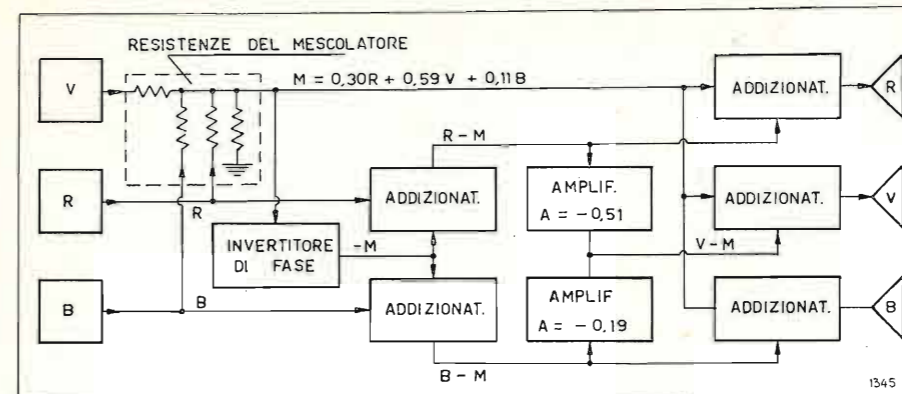 RESISTENZE DEL MESCOLATORE
V
M = 0,30R + 0,59 V + 0,11 B
ADDIZIONAT.
R
R – M
R
R
ADDIZIONAT.
AMPLIF.
A = – 0,51
ADDIZIONAT.
V
INVERTITORE
DI FASE
-M
V – M
B
B
ADDIZIONAT.
AMPLIF
A = – 0,19
ADDIZIONAT.
B
B – M
1345